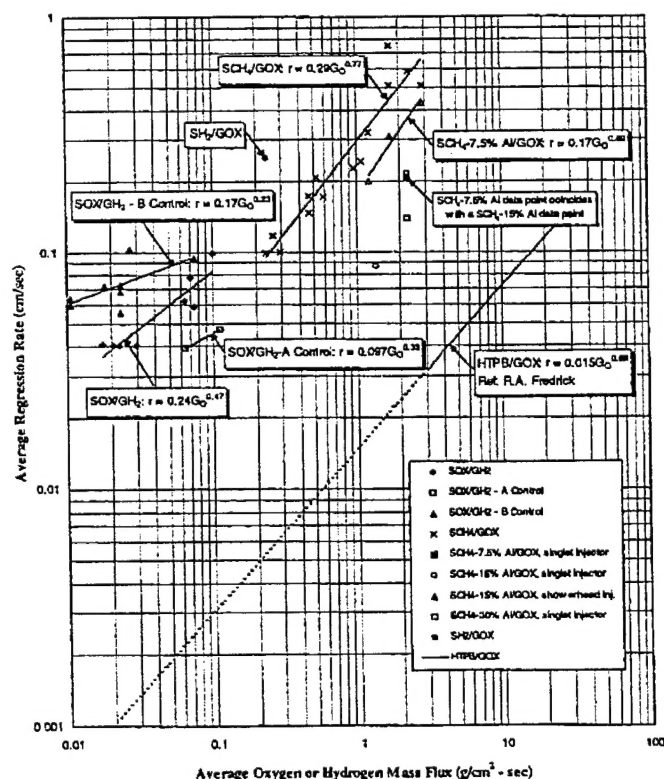 1
SCH₄/GOX: r = 0.29G₀^0.77
SH₂/GOX
SCH₄-7.5% Al/GOX: r = 0.17G₀
SOX/GH₂ - B Control: r = 0.17G₀^0.23
SCH₄-7.5% Al data point coincides
with a SCH₄-15% Al data point
0.1
SOX/GH₂-A Control: r = 0.097G₀^0.33
HTPB/GOX: r = 0.015G₀
Ref. R.A. Fredrick
SOX/GH₂: r = 0.24G₀^0.47
Average Regression Rate (cm/sec)
0.01
SOX/GH2
SOX/GH2 - A Control
SOX/GH2 - B Control
SCH4/GOX
SCH4-7.5% Al/GOX, singlet injector
SCH4-15% Al/GOX, singlet injector
SCH4-15% Al/GOX, showerhead inj.
SCH4-30% Al/GOX, singlet injector
SH2/GOX
HTPB/GOX
0.001
0.01 0.1 1 10 100
Average Oxygen or Hydrogen Mass Flux (g/cm² - sec)